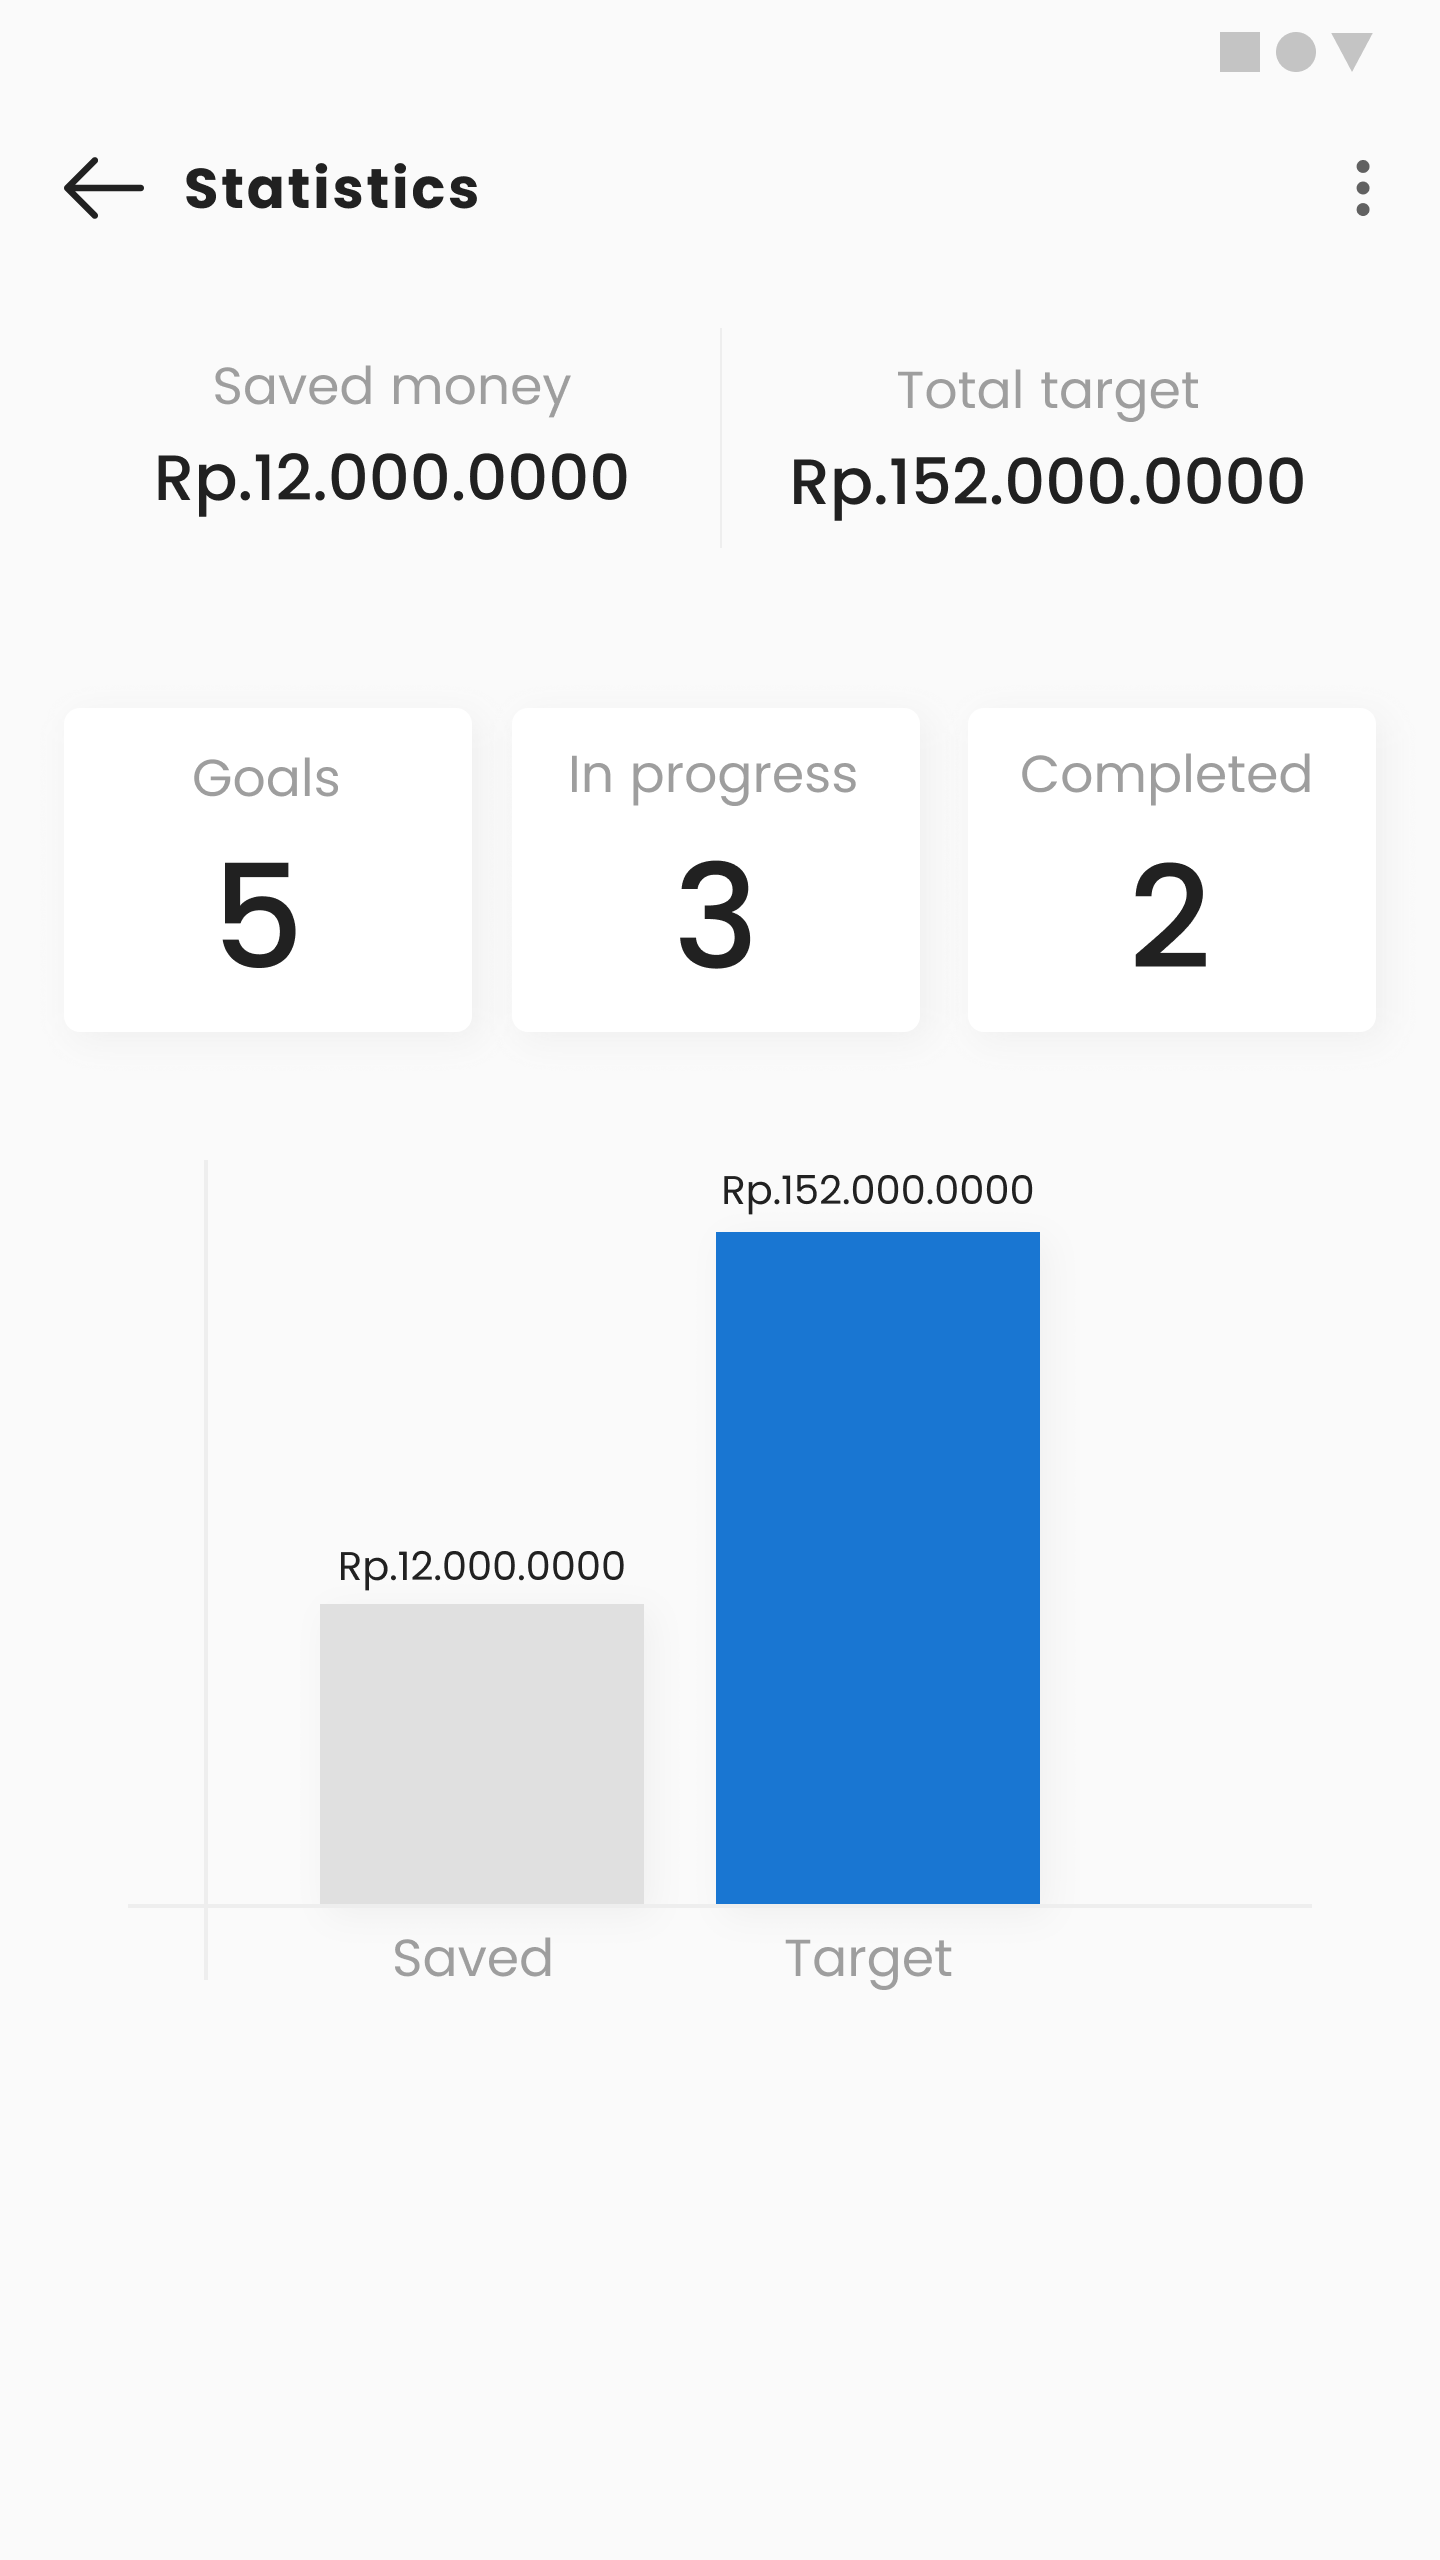 Statistics
Saved money
Rp.12.000.0000
Total target
Rp.152.000.0000
Goals
5
In progress
3
Completed
2
Rp.152.000.0000
Rp.12.000.0000
Saved
Target